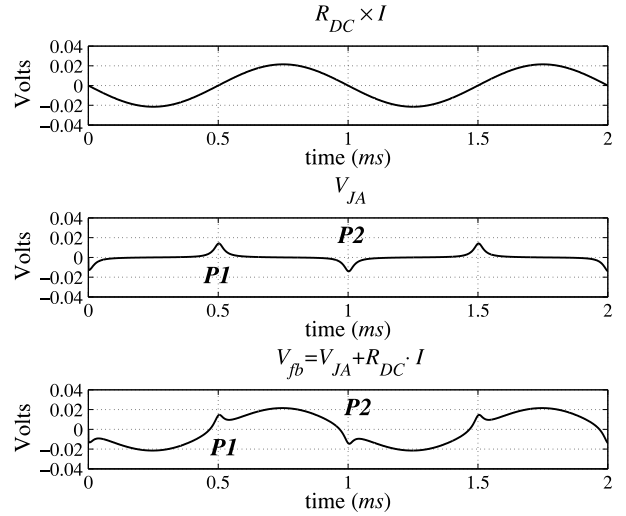 R_DC × I
0.04
0.02
0
−0.02
−0.04
Volts
0 0.5 1 1.5 2
time (ms)
V_JA
0.04
0.02
0
−0.02
−0.04
Volts
P1
P2
0 0.5 1 1.5 2
time (ms)
V_fb=V_JA+R_DC· I
0.04
0.02
0
−0.02
−0.04
Volts
P1
P2
0 0.5 1 1.5 2
time (ms)